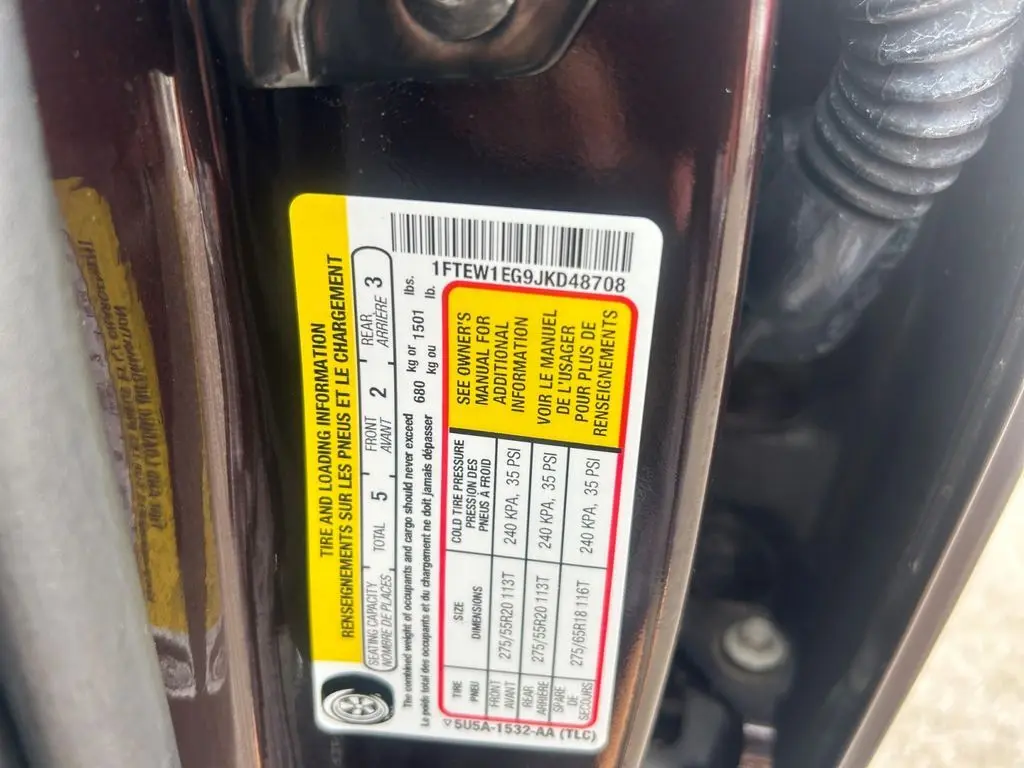 TIRE AND LOADING INFORMATION
RENSEIGNEMENTS SUR LES PNEUS ET LE CHARGEMENT
SEATING CAPACITY TOTAL 5 FRONT 2 REAR 3
NOMBRE DE PLACES AVANT ARRIÈRE
The combined weight of occupants and cargo should never exceed 680 kg or 1501 lbs.
Le poids total des occupants et du chargement ne doit jamais dépasser kg ou lb.
1FTEW1EG9JKD48708
TIRE SIZE COLD TIRE PRESSURE
PNEU DIMENSIONS PRESSION DES
PNEUS À FROID
FRONT
AVANT 275/55R20 113T 240 KPA, 35 PSI
REAR
ARRIÈRE 275/55R20 113T 240 KPA, 35 PSI
SPARE
DE
SECOURS 275/65R18 116T 240 KPA, 35 PSI
SEE OWNER'S
MANUAL FOR
ADDITIONAL
INFORMATION
VOIR LE MANUEL
DE L'USAGER
POUR PLUS DE
RENSEIGNEMENTS
5U5A-1532-AA (TLC)